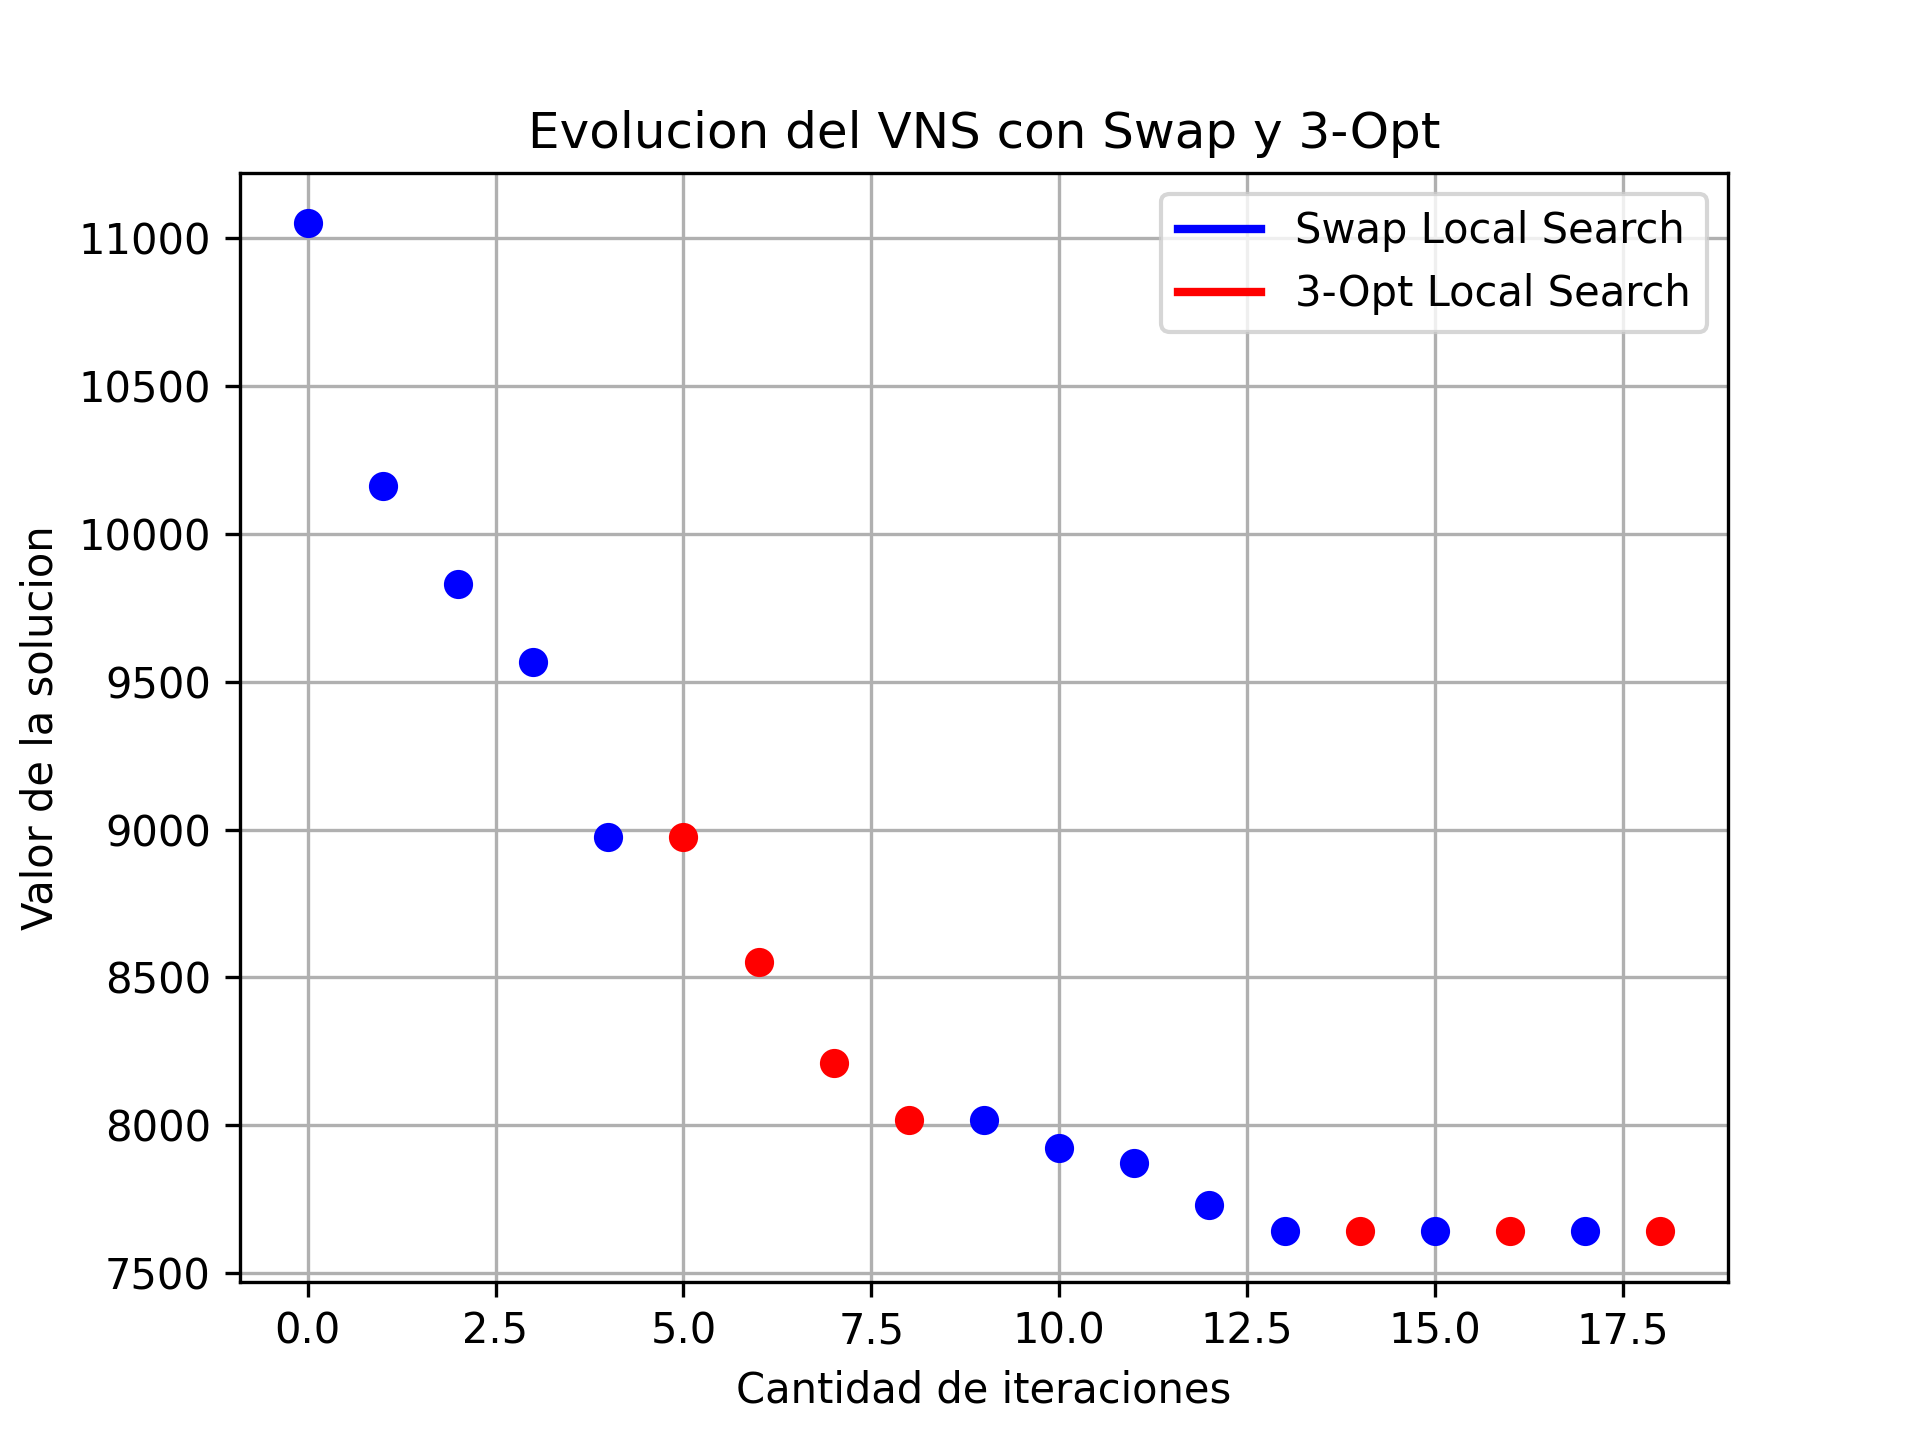 Evolucion del VNS con Swap y 3-Opt
Swap Local Search
3-Opt Local Search
Valor de la solucion
11000
10500
10000
9500
9000
8500
8000
7500
0.0 2.5 5.0 7.5 10.0 12.5 15.0 17.5
Cantidad de iteraciones